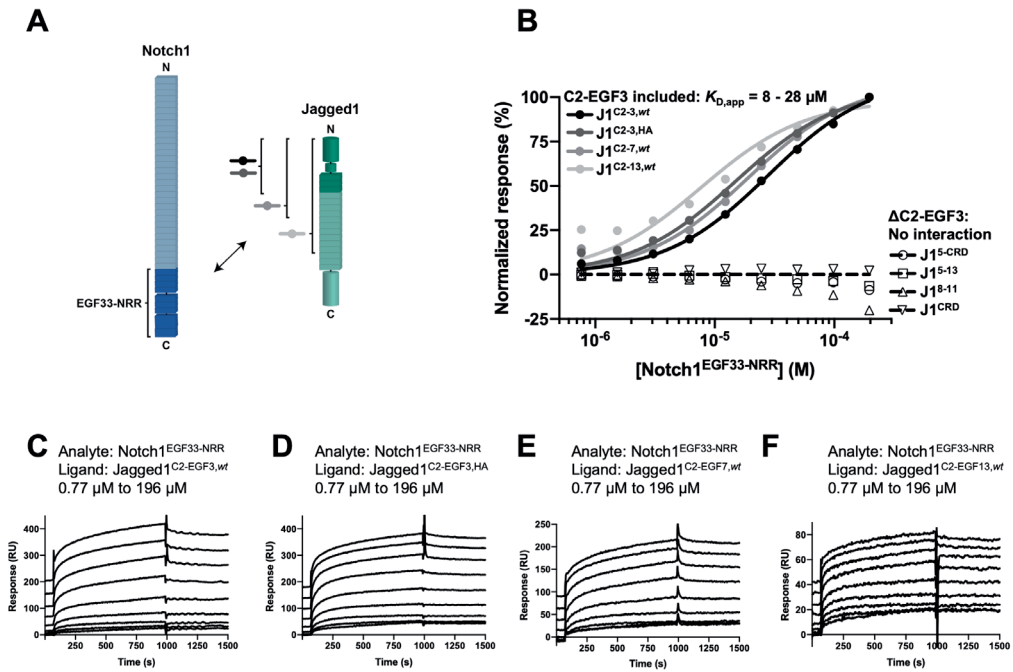 A
Notch1
N
EGF33-NRR
C
Jagged1
N
C
B
C2-EGF3 included: KD,app = 8 - 28 µM
J1C2-3,wt
J1C2-3,HA
J1C2-7,wt
J1C2-13,wt
ΔC2-EGF3:
No interaction
J15-CRD
J15-13
J18-11
J1CRD
Normalized response (%)
100
75
50
25
0
-25
10-6
10-5
10-4
[Notch1EGF33-NRR] (M)
C
Analyte: Notch1EGF33-NRR
Ligand: Jagged1C2-EGF3,wt
0.77 µM to 196 µM
Response (RU)
400
300
200
100
0
0 250 500 750 1000 1250 1500
Time (s)
D
Analyte: Notch1EGF33-NRR
Ligand: Jagged1C2-EGF3,HA
0.77 µM to 196 µM
Response (RU)
400
300
200
100
0
0 250 500 750 1000 1250 1500
Time (s)
E
Analyte: Notch1EGF33-NRR
Ligand: Jagged1C2-EGF7,wt
0.77 µM to 196 µM
Response (RU)
250
200
150
100
50
0
0 250 500 750 1000 1250 1500
Time (s)
F
Analyte: Notch1EGF33-NRR
Ligand: Jagged1C2-EGF13,wt
0.77 µM to 196 µM
Response (RU)
80
60
40
20
0
0 250 500 750 1000 1250 1500
Time (s)